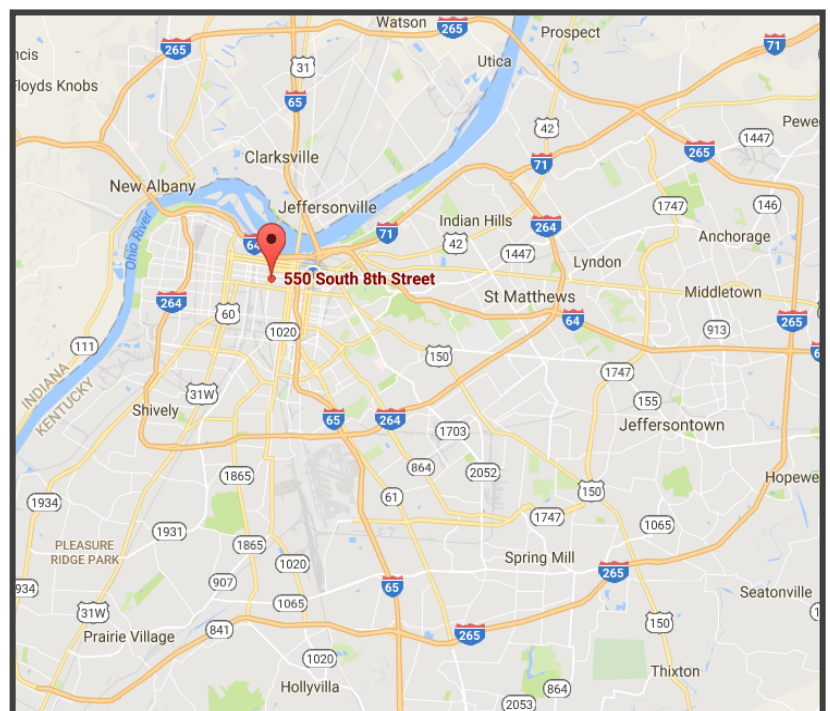 Watson
265
Prospect
265
71
ncis
Utica
31
Floyds Knobs
65
Pewe
42
1447
265
Clarksville
71
New Albany
1747
146
Jeffersonville
Indian Hills
264
71
Ohio River
42
Anchorage
64
1447
Lyndon
550 South 8th Street
St Matthews
Middletown
264
60
64
265
1020
913
111
150
6
INDIANA
KENTUCKY
1747
31W
155
Shively
65
264
Jeffersontown
1703
864
2052
1865
Hopewe
61
150
1934
1747
1065
1931
PLEASURE
RIDGE PARK
1865
Spring Mill
1020
265
907
65
934
Seatonville
1065
31W
1
150
841
Prairie Village
265
1020
Thixton
Hollyvilla
864
2053